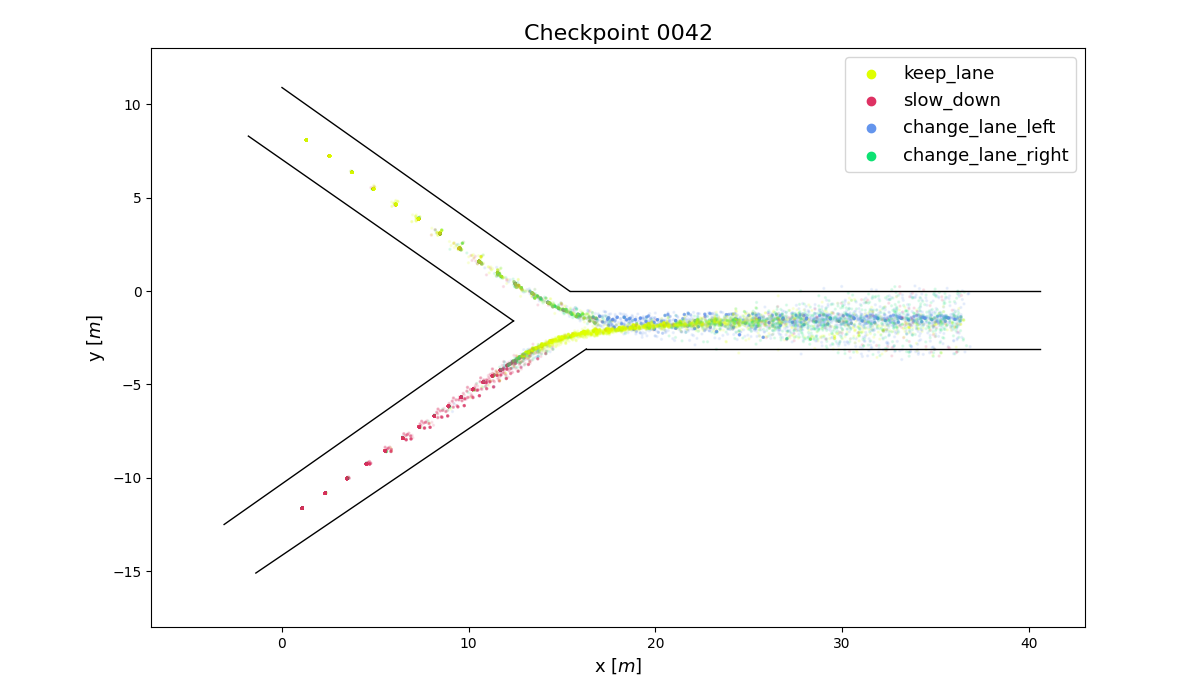 Checkpoint 0042
keep_lane
slow_down
change_lane_left
change_lane_right
10
5
0
−5
−10
−15
y [m]
0
10
20
30
40
x [m]